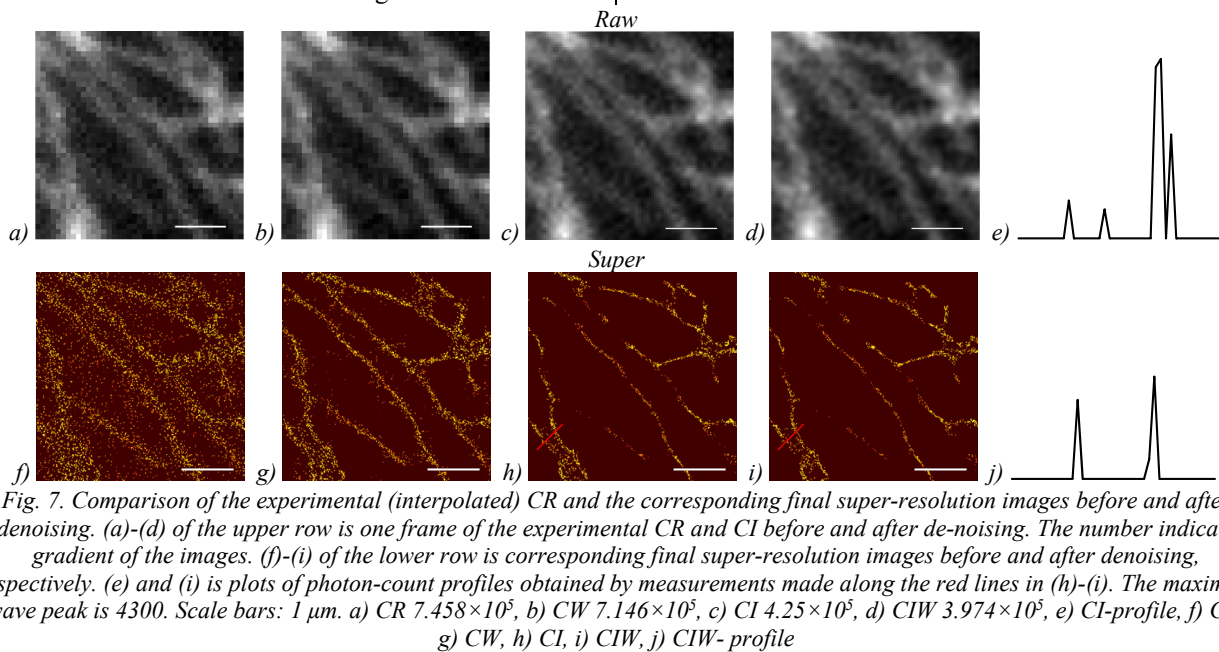 Raw
a) b) c) d) e)
Super
f) g) h) i) j)
Fig. 7. Comparison of the experimental (interpolated) CR and the corresponding final super-resolution images before and after
denoising. (a)-(d) of the upper row is one frame of the experimental CR and CI before and after de-noising. The number indica
gradient of the images. (f)-(i) of the lower row is corresponding final super-resolution images before and after denoising,
spectively. (e) and (i) is plots of photon-count profiles obtained by measurements made along the red lines in (h)-(i). The maxim
wave peak is 4300. Scale bars: 1 μm. a) CR 7.458×10⁵, b) CW 7.146×10⁵, c) CI 4.25×10⁵, d) CIW 3.974×10⁵, e) CI-profile, f) C
g) CW, h) CI, i) CIW, j) CIW- profile